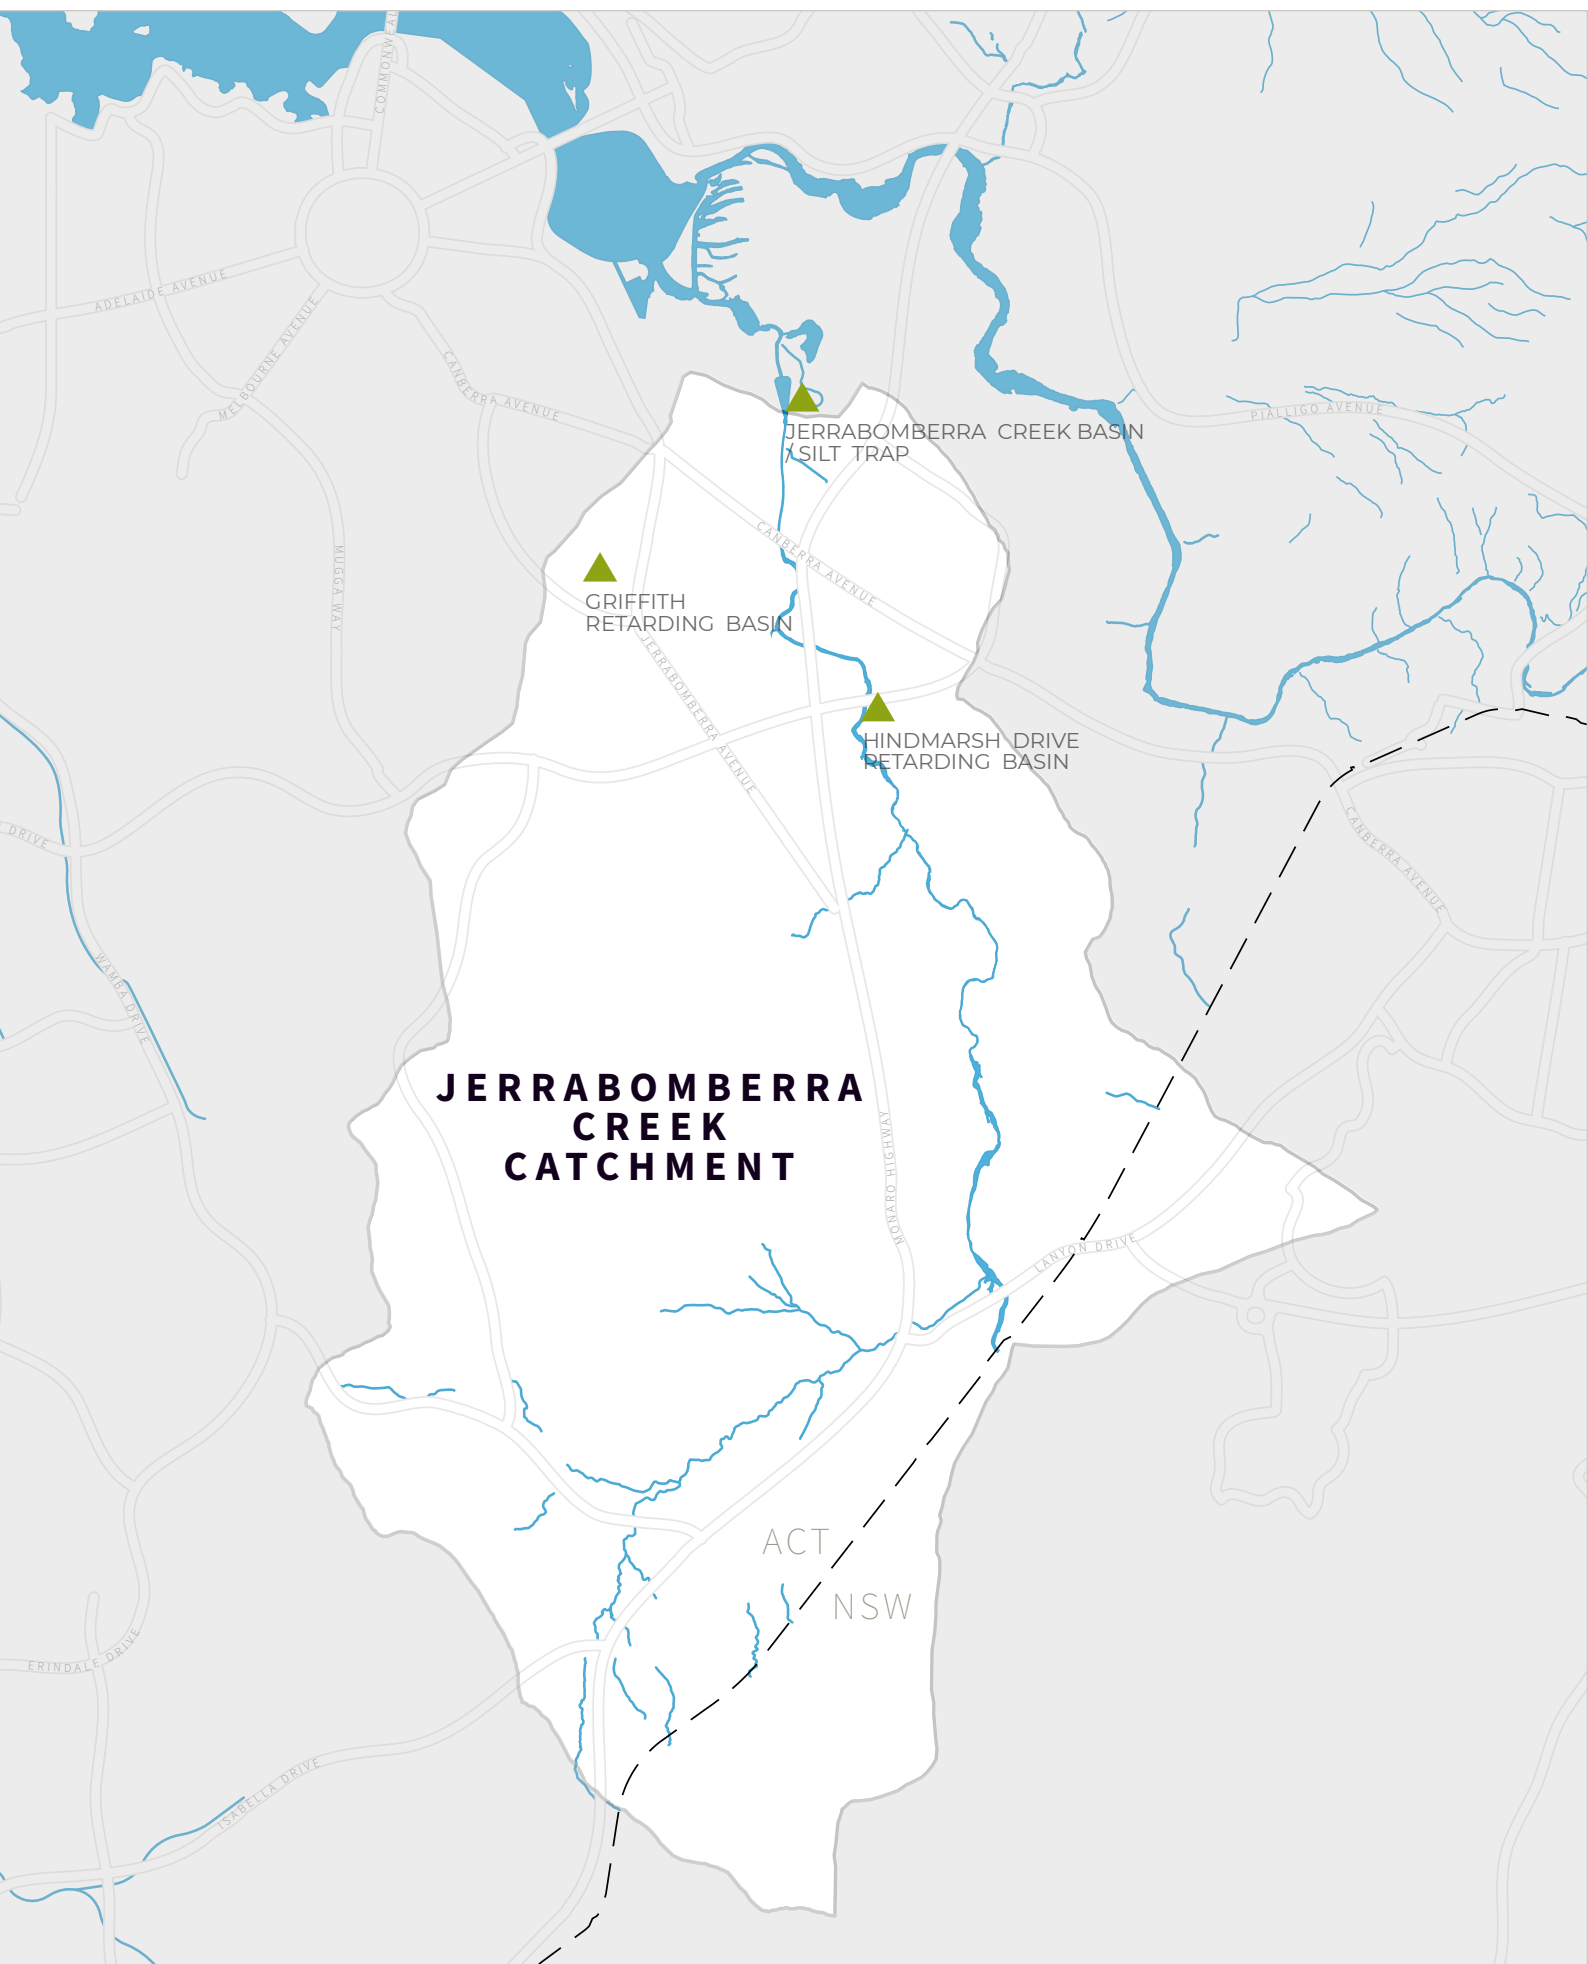 COMMONWEAL
ADELAIDE AVENUE
MELBOURNE AVENUE
CANBERRA AVENUE
PIALLIGO AVENUE
JERRABOMBERRA CREEK BASIN
/ SILT TRAP
CANBERRA AVENUE
MUGGA WAY
GRIFFITH
RETARDING BASIN
JERRABOMBERRA AVENUE
HINDMARSH DRIVE
RETARDING BASIN
DRIVE
CANBERRA AVENUE
WAMBA DRIVE
JERRABOMBERRA
CREEK
CATCHMENT
MONARO HIGHWAY
LANYON DRIVE
ACT
NSW
ERINDALE DRIVE
ISABELLA DRIVE